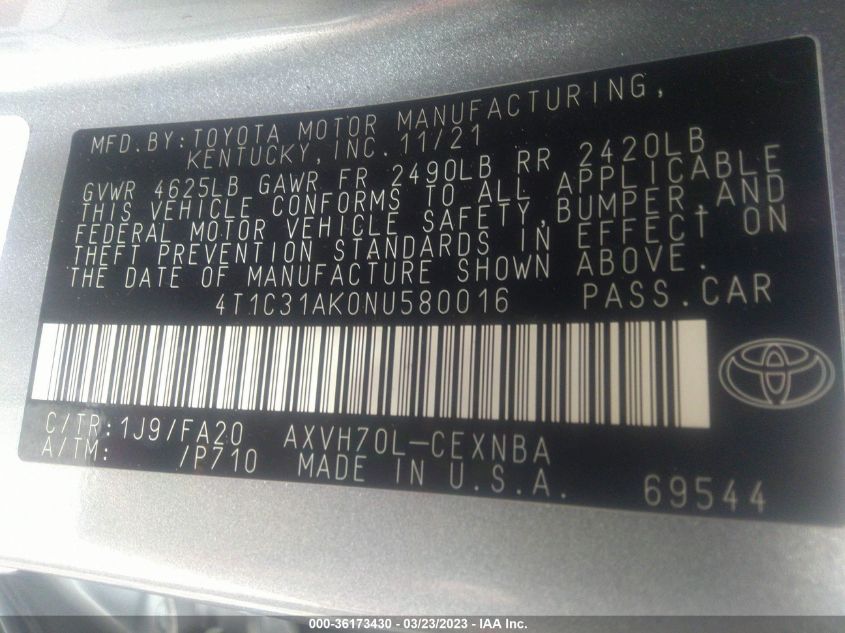 MFD.BY:TOYOTA MOTOR MANUFACTURING,
KENTUCKY, INC. 11/21
GVWR 4625LB GAWR FR 2490LB RR 2420LB
THIS VEHICLE CONFORMS TO ALL APPLICABLE
FEDERAL MOTOR VEHICLE SAFETY,BUMPER,AND
THEFT PREVENTION STANDARDS IN EFFECT ON
THE DATE OF MANUFACTURE SHOWN ABOVE.
4T1C31AK0NU580016 PASS.CAR
C/TR:1J9/FA20 AXVH70L-CEXNBA
A/TM: /P710 MADE IN U.S.A. 69544
000-36173430 - 03/23/2023 - IAA Inc.